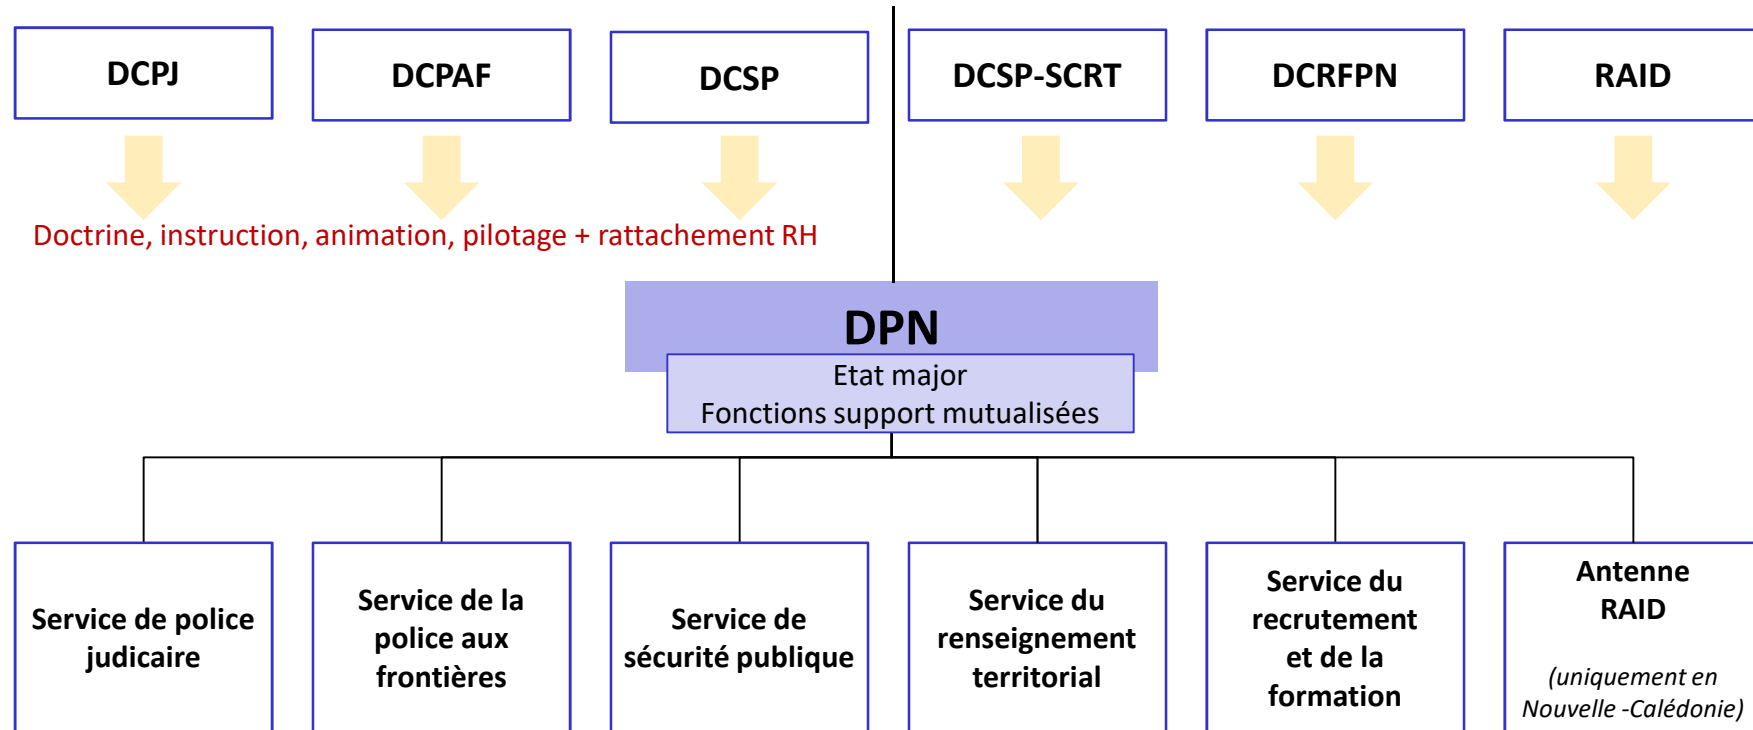 DCPJ
DCPAF
DCSP
DCSP-SCRT
DCRFPN
RAID
Doctrine, instruction, animation, pilotage + rattachement RH
DPN
Etat major
Fonctions support mutualisées
Service de police
judicaire
Service de la
police aux
frontières
Service de
sécurité publique
Service du
renseignement
territorial
Service du
recrutement
et de la
formation
Antenne
RAID
(uniquement en
Nouvelle -Calédonie)